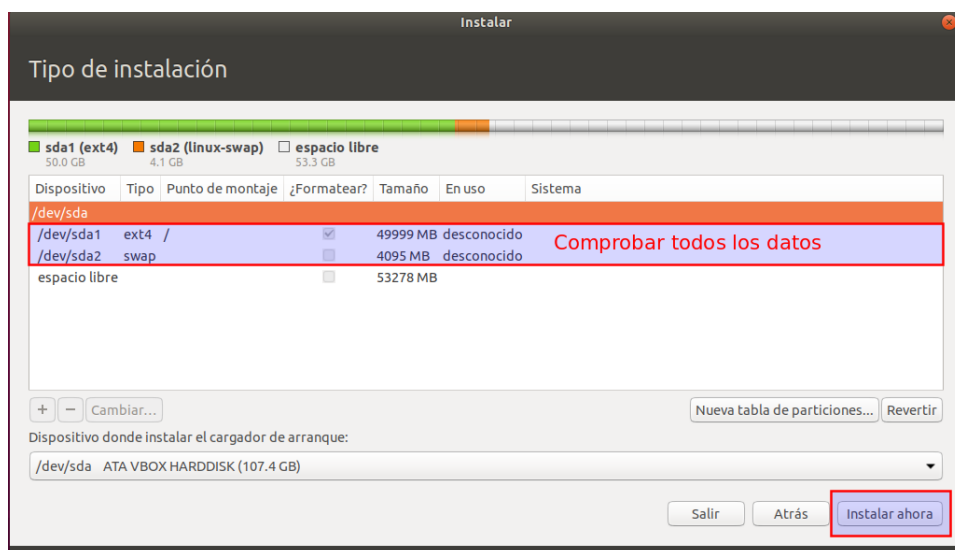 Instalar
Tipo de instalación
sda1 (ext4) sda2 (linux-swap) espacio libre
50.0 GB 4.1 GB 53.3 GB
Dispositivo Tipo Punto de montaje ¿Formatear? Tamaño En uso Sistema
/dev/sda
/dev/sda1 ext4 / 49999 MB desconocido
Comprobar todos los datos
/dev/sda2 swap 4095 MB desconocido
espacio libre 53278 MB
+ − Cambiar... Nueva tabla de particiones... Revertir
Dispositivo donde instalar el cargador de arranque:
/dev/sda ATA VBOX HARDDISK (107.4 GB)
Salir Atrás Instalar ahora